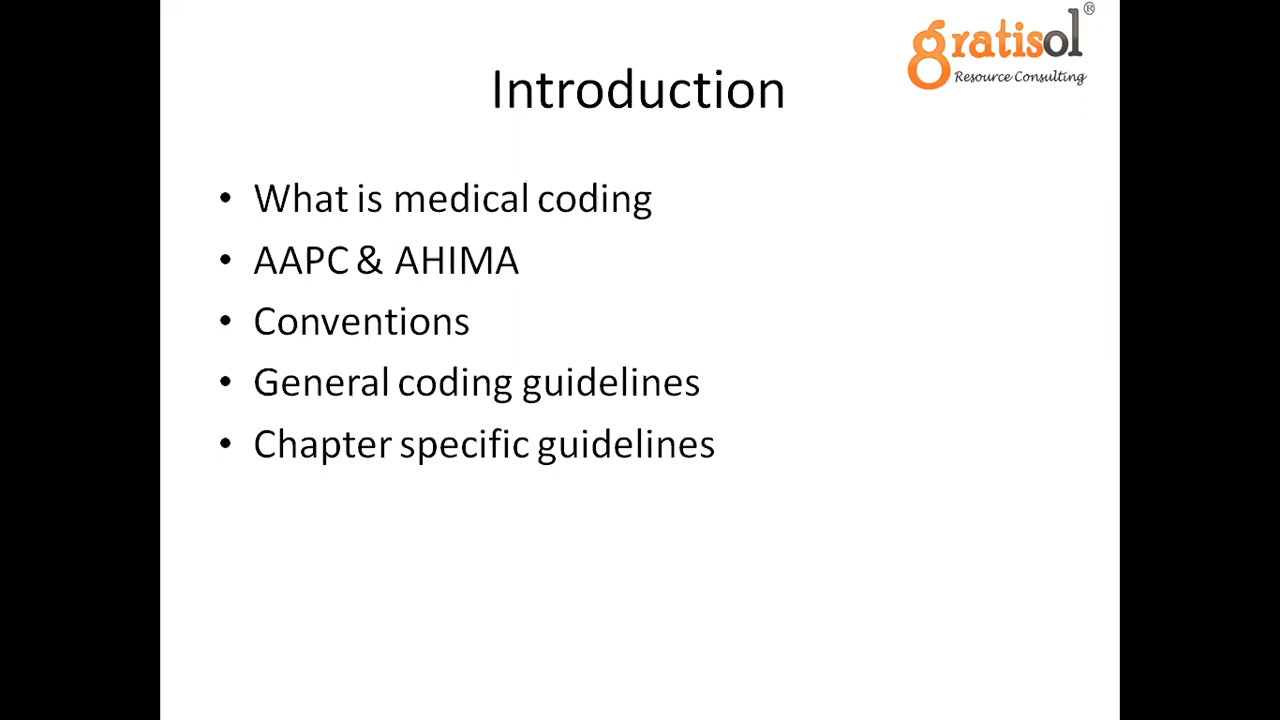 gratisol®
Resource Consulting
Introduction
• What is medical coding
• AAPC & AHIMA
• Conventions
• General coding guidelines
• Chapter specific guidelines